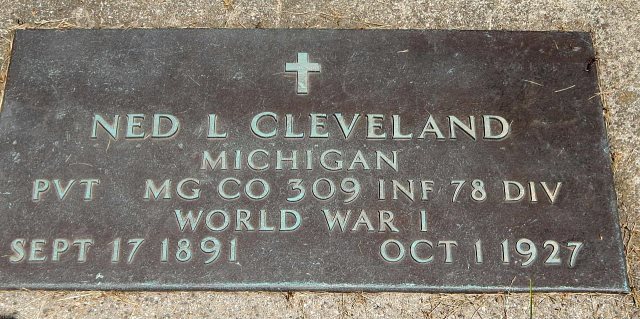 NED L CLEVELAND
MICHIGAN
PVT MG CO 309 INF 78 DIV
WORLD WAR I
SEPT 17 1891 OCT 1 1927